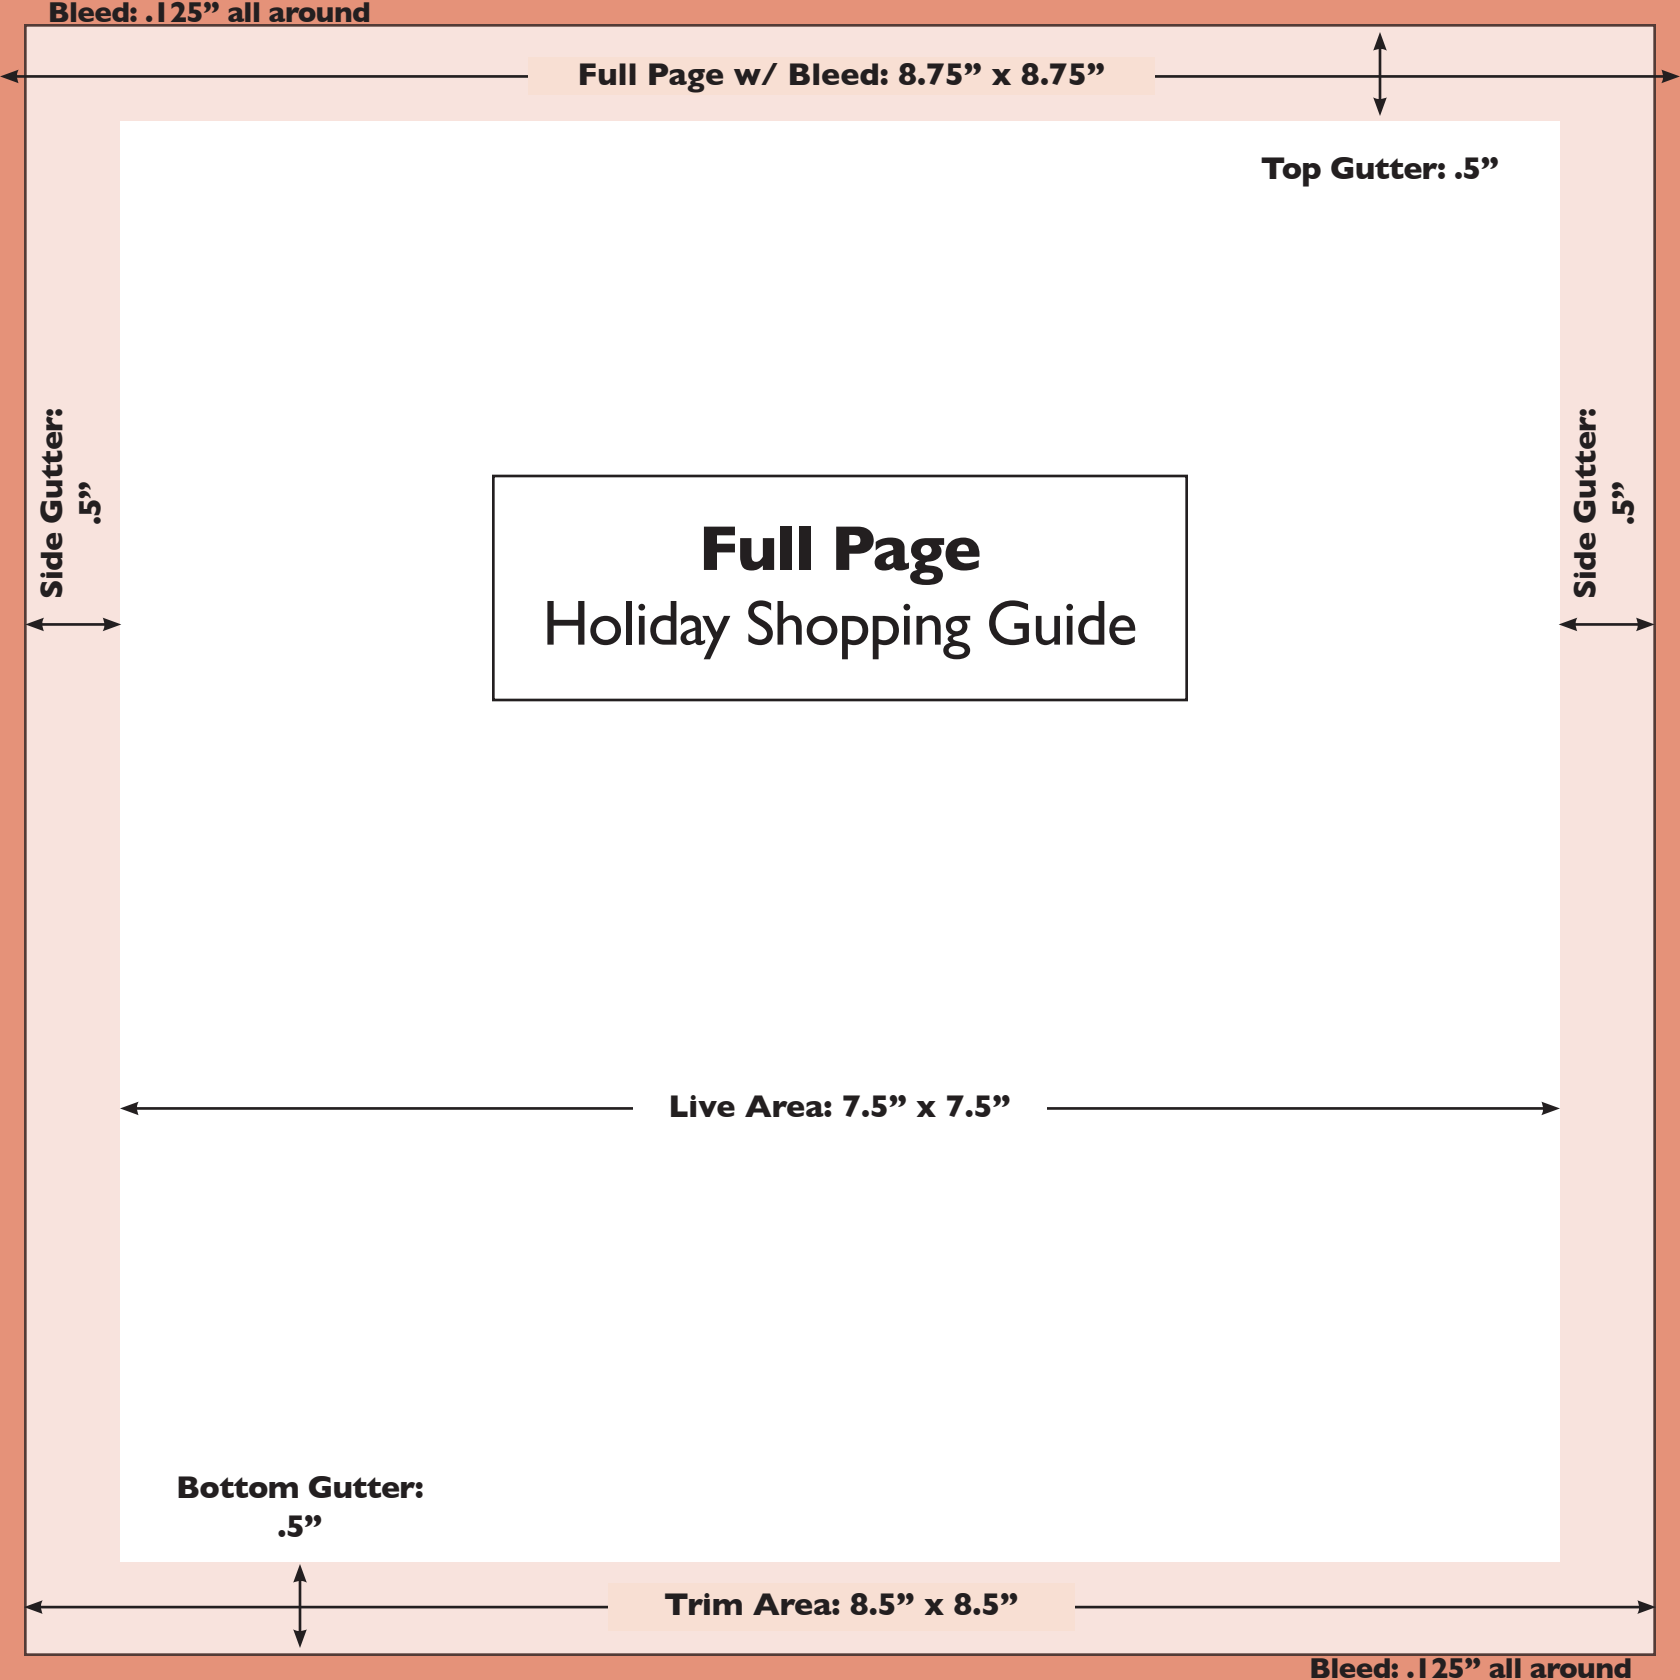 Bleed: .125” all around
Full Page w/ Bleed: 8.75” x 8.75”
Top Gutter: .5”
Side Gutter:
.5”
Side Gutter:
.5”
Full Page
Holiday Shopping Guide
Live Area: 7.5” x 7.5”
Bottom Gutter:
.5”
Trim Area: 8.5” x 8.5”
Bleed: .125” all around